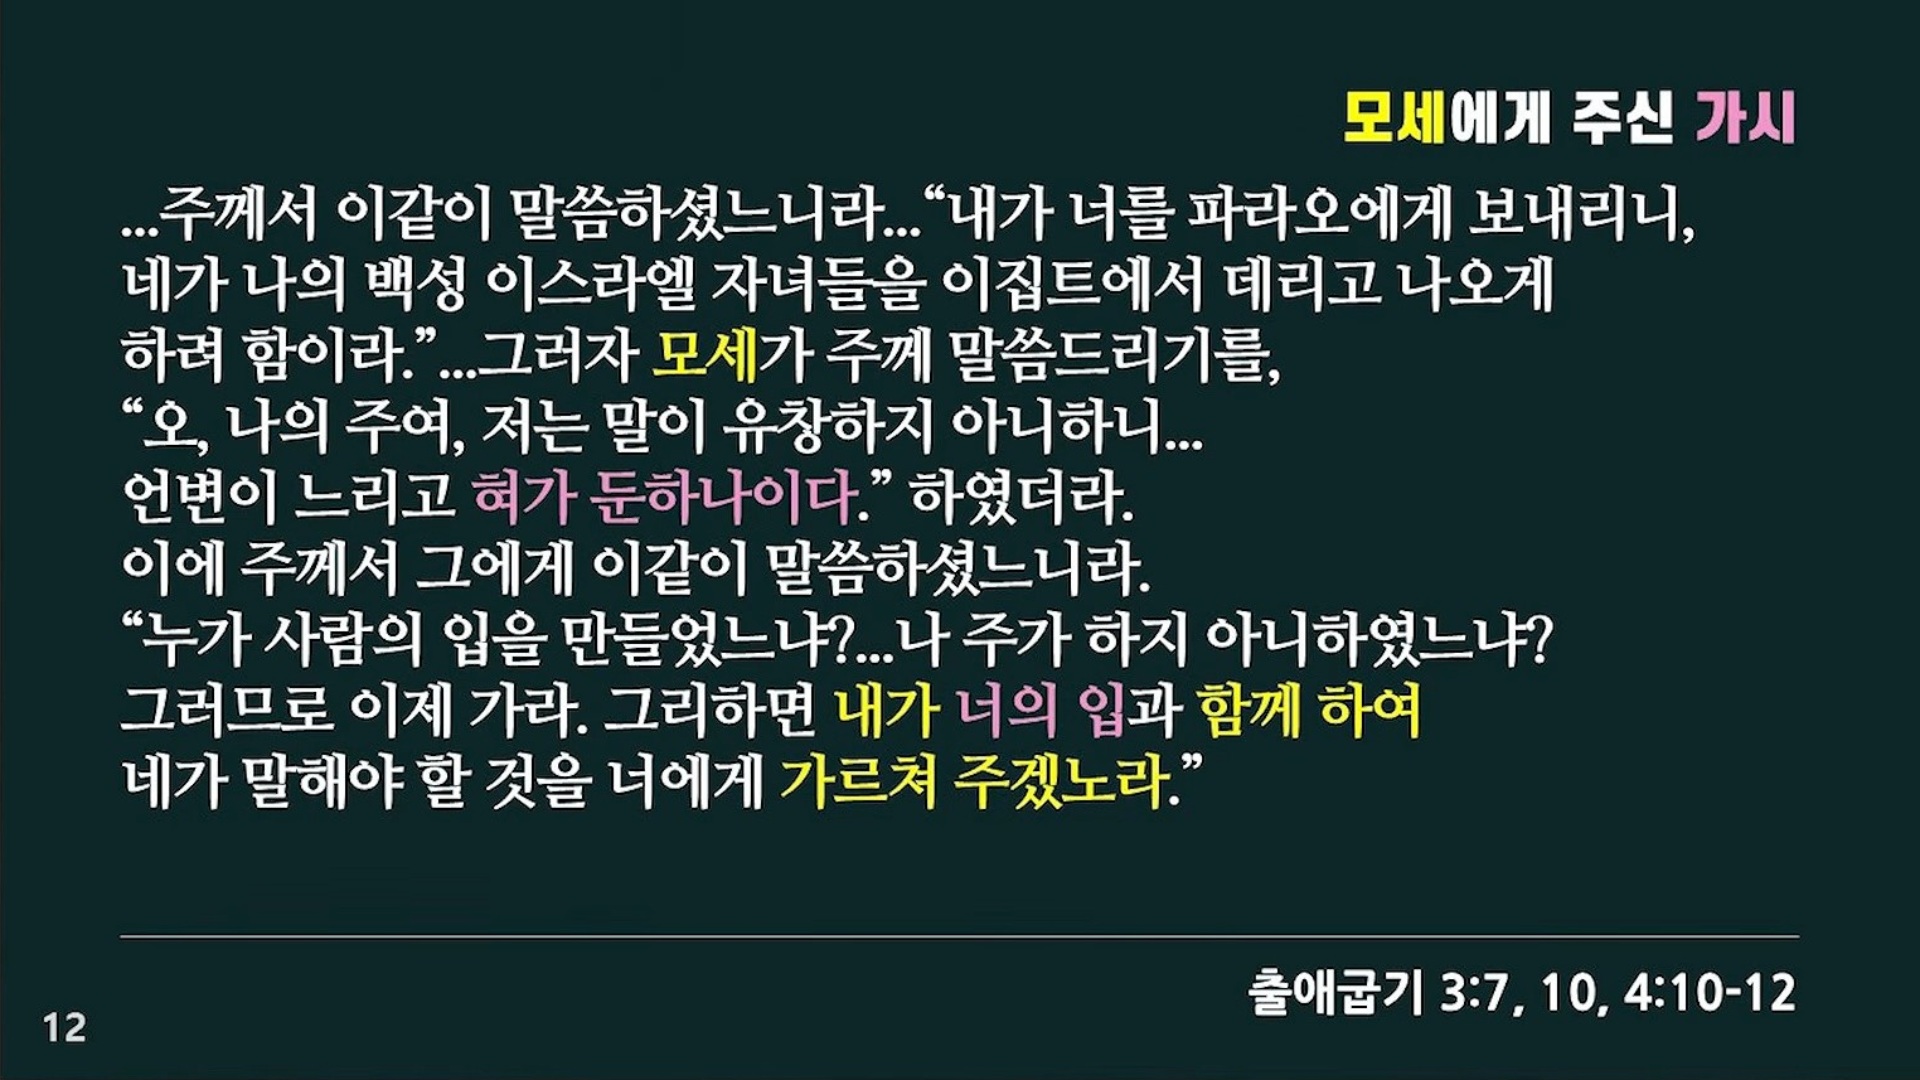 모세에게 주신 가시
...주께서 이같이 말씀하셨느니라...“내가 너를 파라오에게 보내리니,
네가 나의 백성 이스라엘 자녀들을 이집트에서 데리고 나오게
하려 함이라.”...그러자 모세가 주께 말씀드리기를,
“오, 나의 주여, 저는 말이 유창하지 아니하니...
언변이 느리고 혀가 둔하나이다.” 하였더라.
이에 주께서 그에게 이같이 말씀하셨느니라.
“누가 사람의 입을 만들었느냐?...나 주가 하지 아니하였느냐?
그러므로 이제 가라. 그리하면 내가 너의 입과 함께 하여
네가 말해야 할 것을 너에게 가르쳐 주겠노라.”
출애굽기 3:7, 10, 4:10-12
12